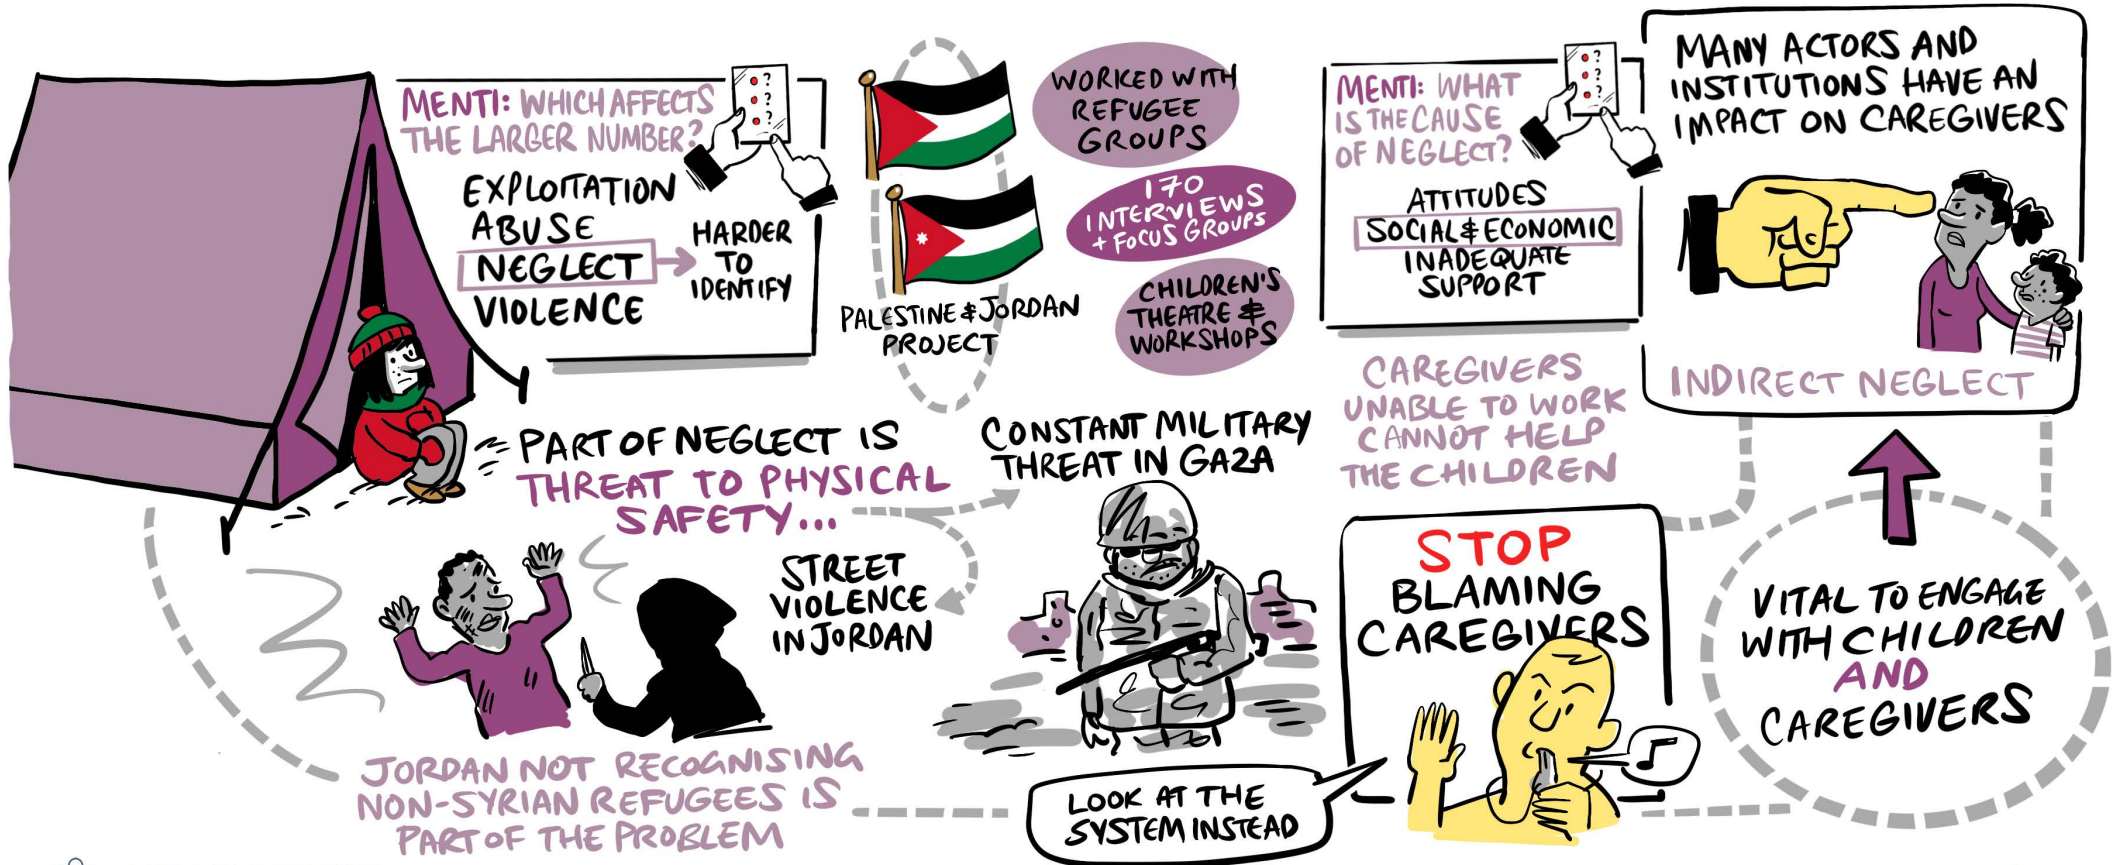 MENTI: WHICH AFFECTS
THE LARGER NUMBER?
EXPLOITATION
ABUSE
NEGLECT
VIOLENCE
HARDER
TO
IDENTIFY
PALESTINE & JORDAN
PROJECT
WORKED WITH
REFUGEE
GROUPS
170
INTERVIEWS
+ FOCUS GROUPS
CHILDREN'S
THEATRE &
WORKSHOPS
MENTI: WHAT
IS THE CAUSE
OF NEGLECT?
ATTITUDES
SOCIAL & ECONOMIC
INADEQUATE
SUPPORT
MANY ACTORS AND
INSTITUTIONS HAVE AN
IMPACT ON CAREGIVERS
INDIRECT NEGLECT
CAREGIVERS
UNABLE TO WORK
CANNOT HELP
THE CHILDREN
PART OF NEGLECT IS
THREAT TO PHYSICAL
SAFETY...
CONSTANT MILITARY
THREAT IN GAZA
STREET
VIOLENCE
IN JORDAN
JORDAN NOT RECOGNISING
NON-SYRIAN REFUGEES IS
PART OF THE PROBLEM
STOP
BLAMING
CAREGIVERS
LOOK AT THE
SYSTEM INSTEAD
VITAL TO ENGAGE
WITH CHILDREN
AND
CAREGIVERS